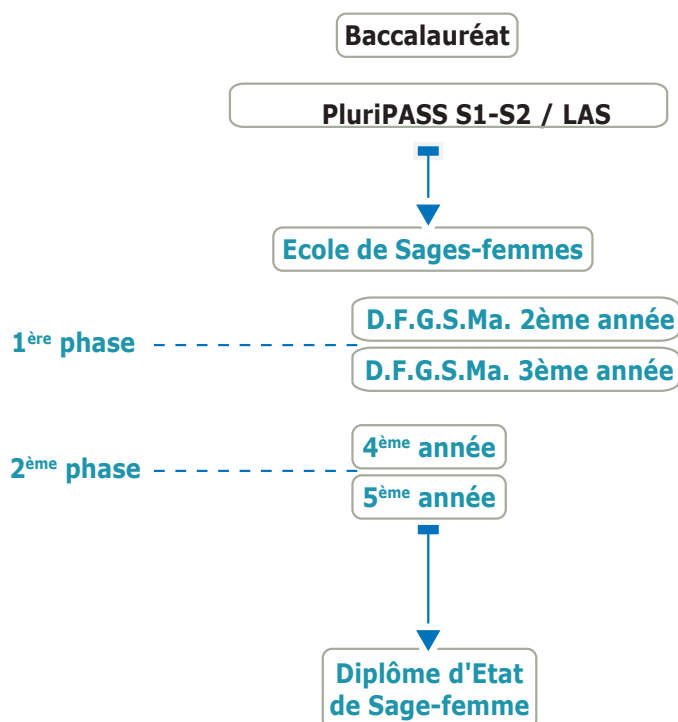 Baccalauréat
PluriPASS S1-S2 / LAS
Ecole de Sages-femmes
1ère phase
D.F.G.S.Ma. 2ème année
D.F.G.S.Ma. 3ème année
2ème phase
4ème année
5ème année
Diplôme d'Etat
de Sage-femme